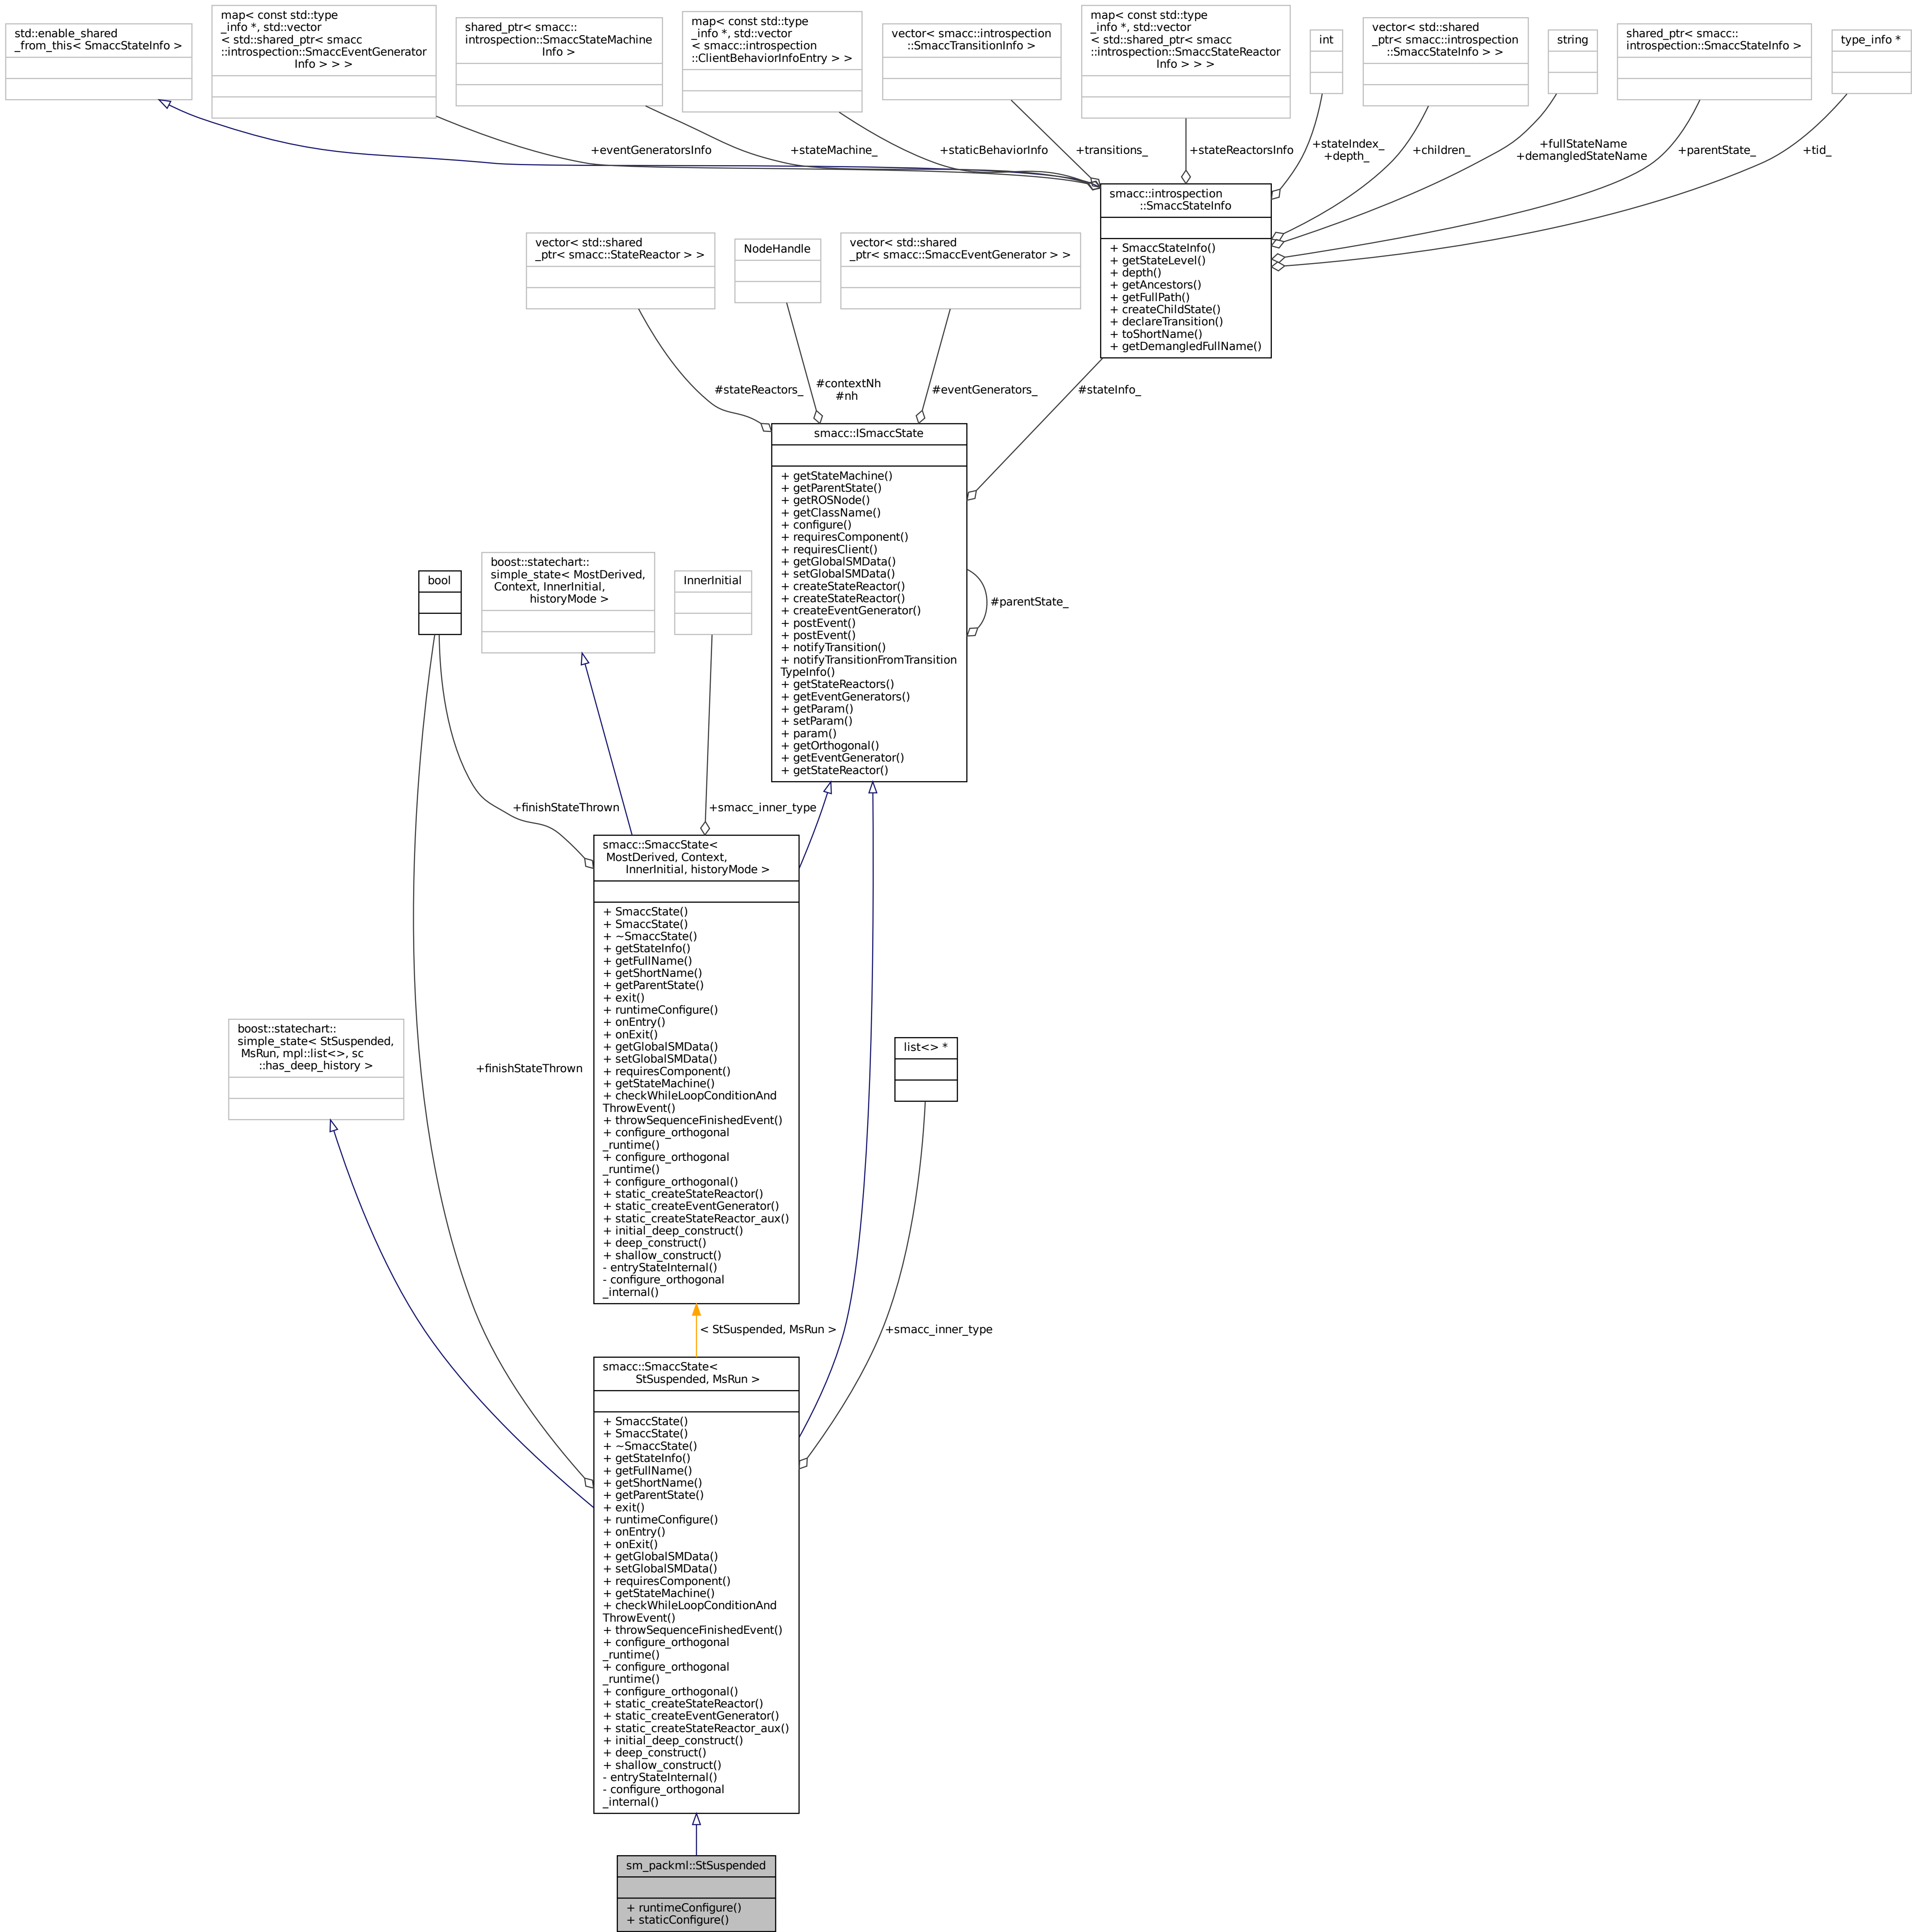 std::enable_shared
_from_this< SmaccStateInfo >
map< const std::type
_info *, std::vector
< std::shared_ptr< smacc
::introspection::SmaccEventGenerator
Info > > >
shared_ptr< smacc::
introspection::SmaccStateMachine
Info >
map< const std::type
_info *, std::vector
< smacc::introspection
::ClientBehaviorInfoEntry > >
vector< smacc::introspection
::SmaccTransitionInfo >
map< const std::type
_info *, std::vector
< std::shared_ptr< smacc
::introspection::SmaccStateReactor
Info > > >
int
vector< std::shared
_ptr< smacc::introspection
::SmaccStateInfo > >
string
shared_ptr< smacc::
introspection::SmaccStateInfo >
type_info *
+eventGeneratorsInfo
+stateMachine_
+staticBehaviorInfo
+transitions_
+stateReactorsInfo
+stateIndex_
+depth_
+children_
+fullStateName
+demangledStateName
+parentState_
+tid_
smacc::introspection
::SmaccStateInfo
+ SmaccStateInfo()
+ getStateLevel()
+ depth()
+ getAncestors()
+ getFullPath()
+ createChildState()
+ declareTransition()
+ toShortName()
+ getDemangledFullName()
vector< std::shared
_ptr< smacc::StateReactor > >
NodeHandle
vector< std::shared
_ptr< smacc::SmaccEventGenerator > >
#stateReactors_
#contextNh
#nh
#eventGenerators_
#stateInfo_
smacc::ISmaccState
+ getStateMachine()
+ getParentState()
+ getROSNode()
+ getClassName()
+ configure()
+ requiresComponent()
+ requiresClient()
+ getGlobalSMData()
+ setGlobalSMData()
+ createStateReactor()
+ createStateReactor()
+ createEventGenerator()
+ postEvent()
+ postEvent()
+ notifyTransition()
+ notifyTransitionFromTransition
TypeInfo()
+ getStateReactors()
+ getEventGenerators()
+ getParam()
+ setParam()
+ param()
+ getOrthogonal()
+ getEventGenerator()
+ getStateReactor()
#parentState_
bool
boost::statechart::
simple_state< MostDerived,
Context, InnerInitial,
historyMode >
InnerInitial
+finishStateThrown
+smacc_inner_type
smacc::SmaccState<
MostDerived, Context,
InnerInitial, historyMode >
+ SmaccState()
+ SmaccState()
+ ~SmaccState()
+ getStateInfo()
+ getFullName()
+ getShortName()
+ getParentState()
+ exit()
+ runtimeConfigure()
+ onEntry()
+ onExit()
+ getGlobalSMData()
+ setGlobalSMData()
+ requiresComponent()
+ getStateMachine()
+ checkWhileLoopConditionAnd
ThrowEvent()
+ throwSequenceFinishedEvent()
+ configure_orthogonal
_runtime()
+ configure_orthogonal
_runtime()
+ configure_orthogonal()
+ static_createStateReactor()
+ static_createEventGenerator()
+ static_createStateReactor_aux()
+ initial_deep_construct()
+ deep_construct()
+ shallow_construct()
- entryStateInternal()
- configure_orthogonal
_internal()
boost::statechart::
simple_state< StSuspended,
MsRun, mpl::list<>, sc
::has_deep_history >
+finishStateThrown
list<> *
< StSuspended, MsRun >
+smacc_inner_type
smacc::SmaccState<
StSuspended, MsRun >
+ SmaccState()
+ SmaccState()
+ ~SmaccState()
+ getStateInfo()
+ getFullName()
+ getShortName()
+ getParentState()
+ exit()
+ runtimeConfigure()
+ onEntry()
+ onExit()
+ getGlobalSMData()
+ setGlobalSMData()
+ requiresComponent()
+ getStateMachine()
+ checkWhileLoopConditionAnd
ThrowEvent()
+ throwSequenceFinishedEvent()
+ configure_orthogonal
_runtime()
+ configure_orthogonal
_runtime()
+ configure_orthogonal()
+ static_createStateReactor()
+ static_createEventGenerator()
+ static_createStateReactor_aux()
+ initial_deep_construct()
+ deep_construct()
+ shallow_construct()
- entryStateInternal()
- configure_orthogonal
_internal()
sm_packml::StSuspended
+ runtimeConfigure()
+ staticConfigure()